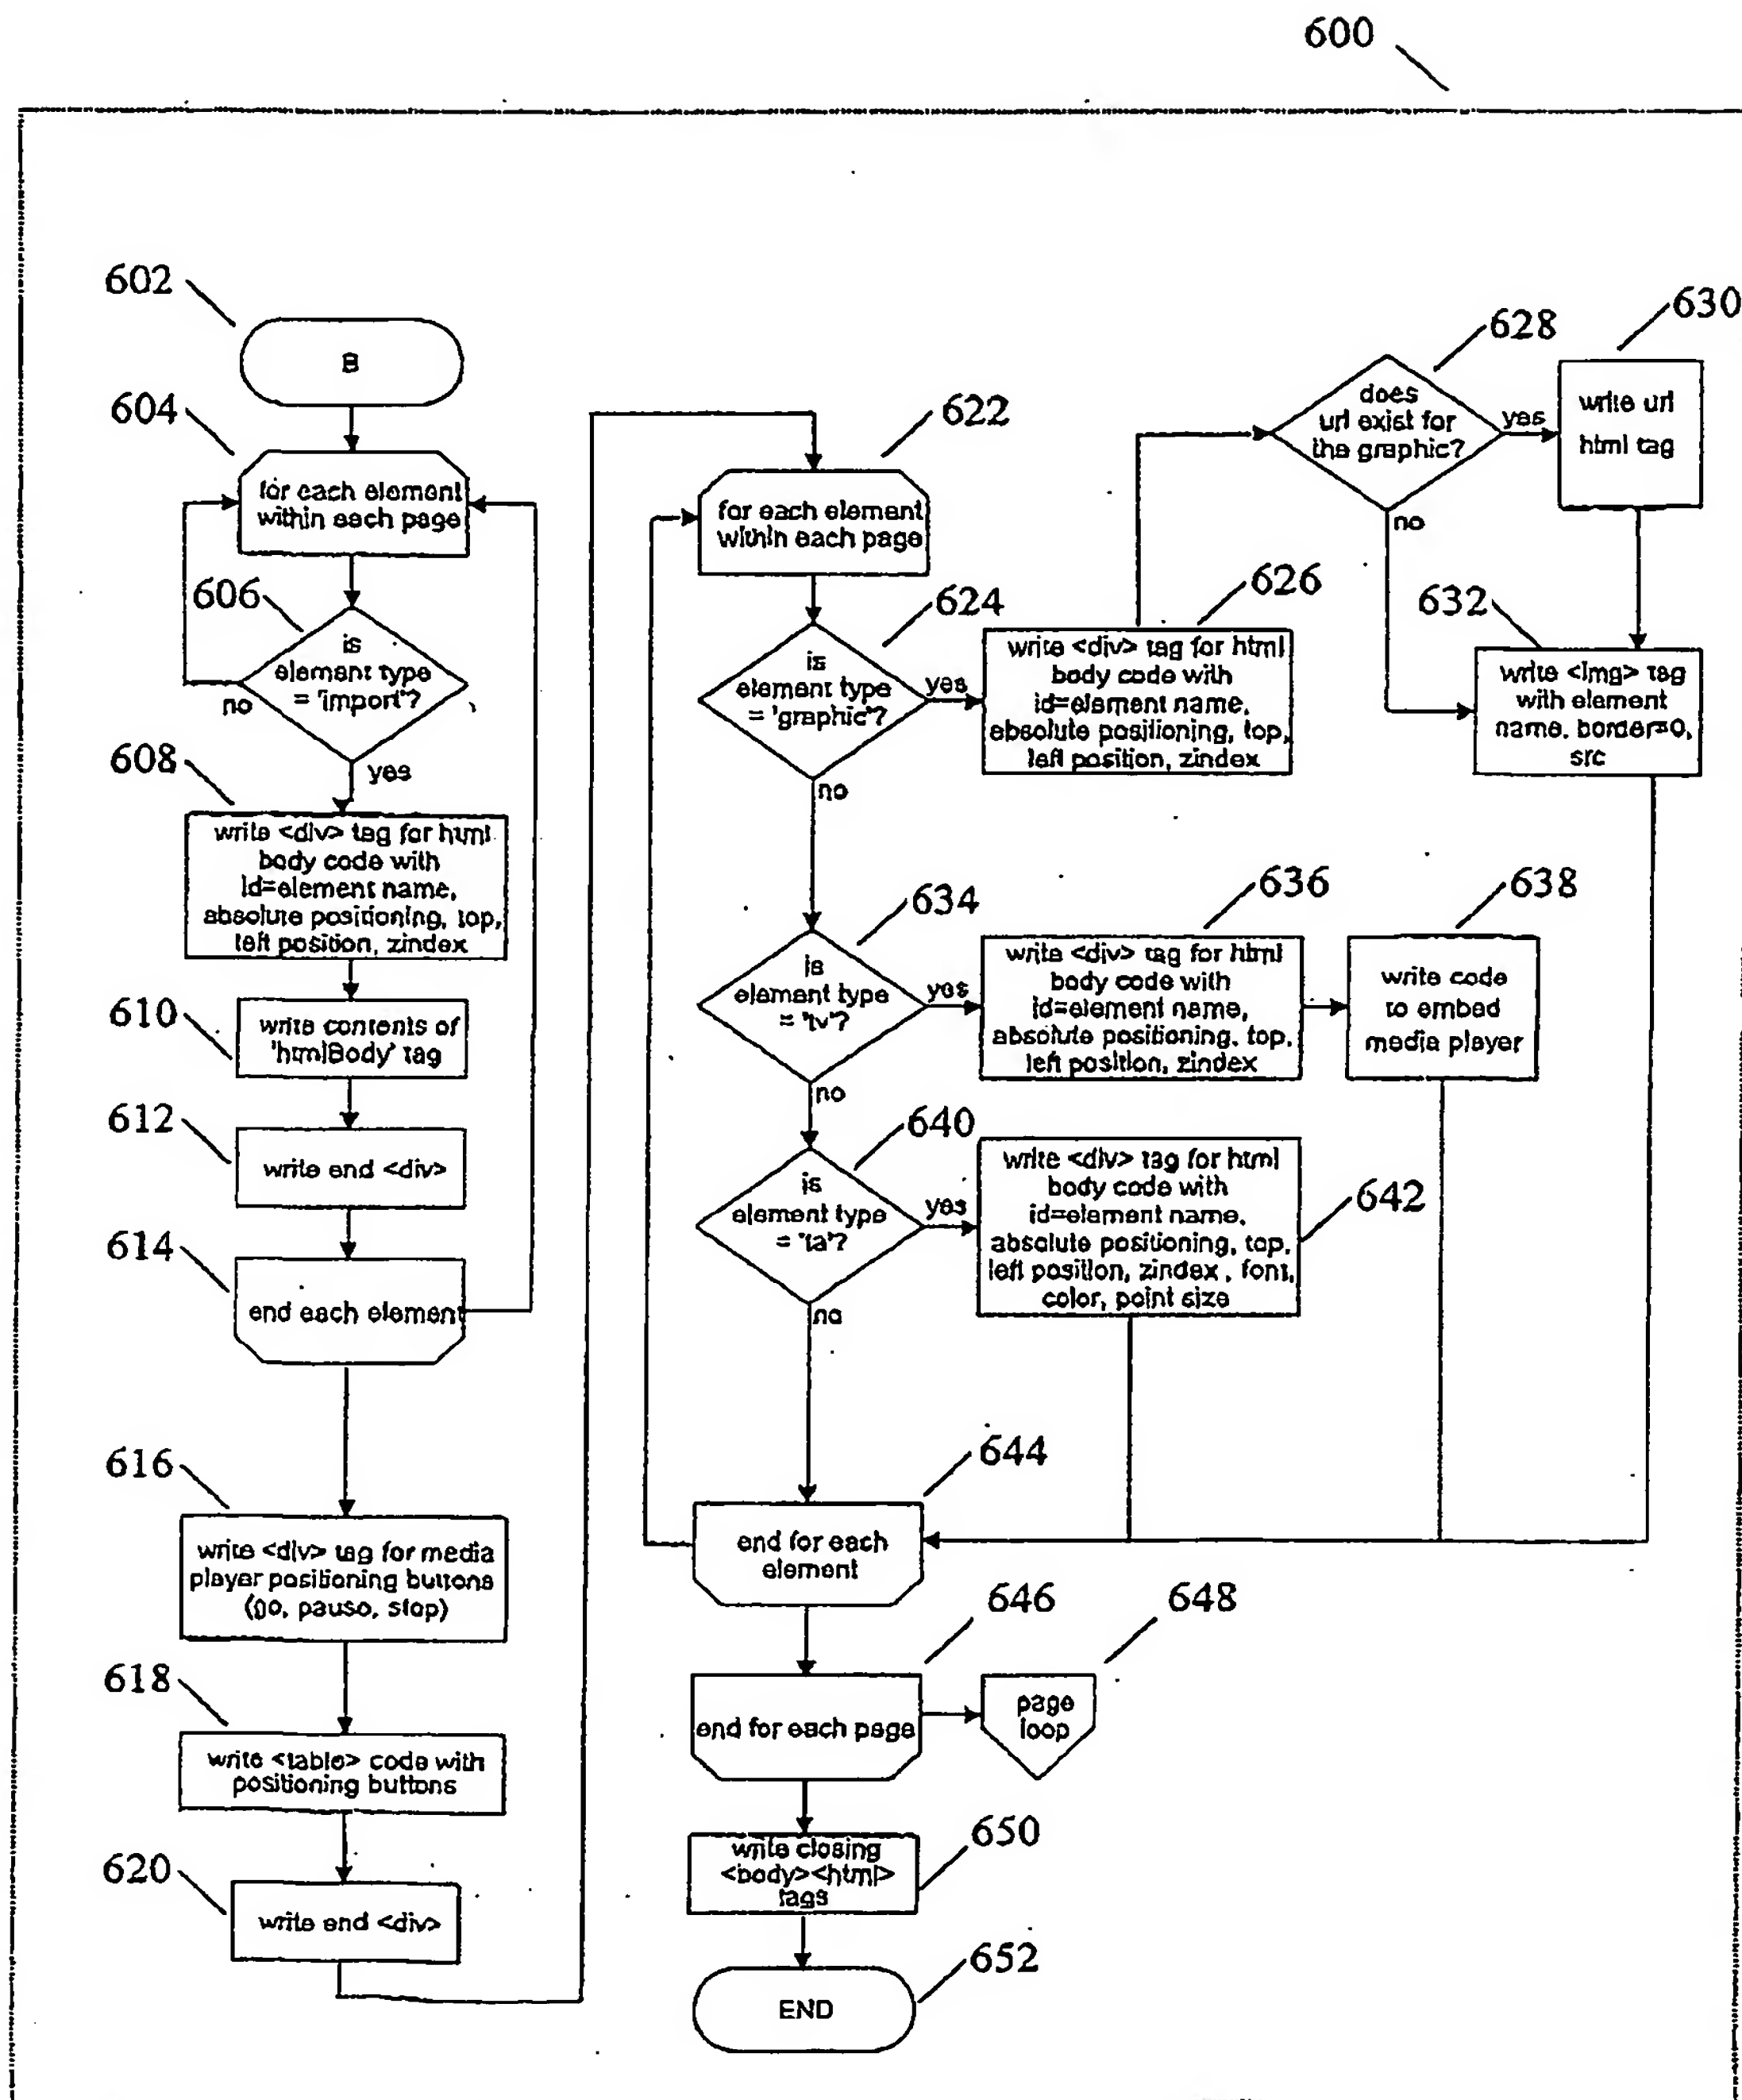 600
602
B
604
for each element
within each page
606
is
element type
= 'import'?
no
yes
608
write <div> tag for html
body code with
id=element name,
absolute positioning, top,
left position, zindex
610
write contents of
'htmlBody' tag
612
write end <div>
614
end each element
616
write <div> tag for media
player positioning buttons
(go, pause, stop)
618
write <table> code with
positioning buttons
620
write end <div>
622
for each element
within each page
624
is
element type
= 'graphic'?
yes
no
626
write <div> tag for html
body code with
id=element name,
absolute positioning, top,
left position, zindex
628
does
url exist for
the graphic?
yes
no
630
write url
html tag
632
write <img> tag
with element
name, border=0,
src
634
is
element type
= 'tv'?
yes
no
636
write <div> tag for html
body code with
id=element name,
absolute positioning, top,
left position, zindex
638
write code
to embed
media player
640
is
element type
= 'ta'?
yes
no
642
write <div> tag for html
body code with
id=element name,
absolute positioning, top,
left position, zindex, font,
color, point size
644
end for each
element
646
end for each page
648
page
loop
650
write closing
<body><html>
tags
652
END